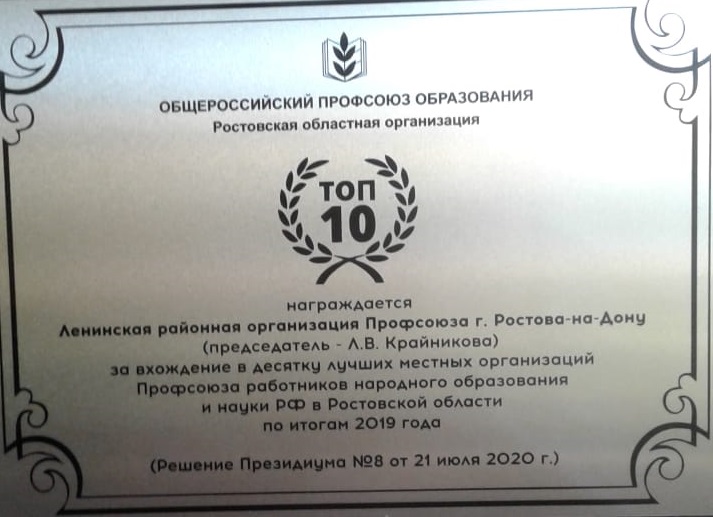 ОБЩЕРОССИЙСКИЙ ПРОФСОЮЗ ОБРАЗОВАНИЯ
Ростовская областная организация
ТОП
10
награждается
Ленинская районная организация Профсоюза г. Ростова-на-Дону
(председатель - Л.В. Крайникова)
за вхождение в десятку лучших местных организаций
Профсоюза работников народного образования
и науки РФ в Ростовской области
по итогам 2019 года
(Решение Президиума №8 от 21 июля 2020 г.)